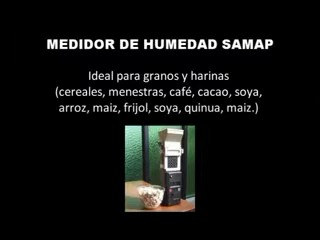 MEDIDOR DE HUMEDAD SAMAP
Ideal para granos y harinas
(cereales, menestras, café, cacao, soya,
arroz, maiz, frijol, soya, quinua, maiz.)